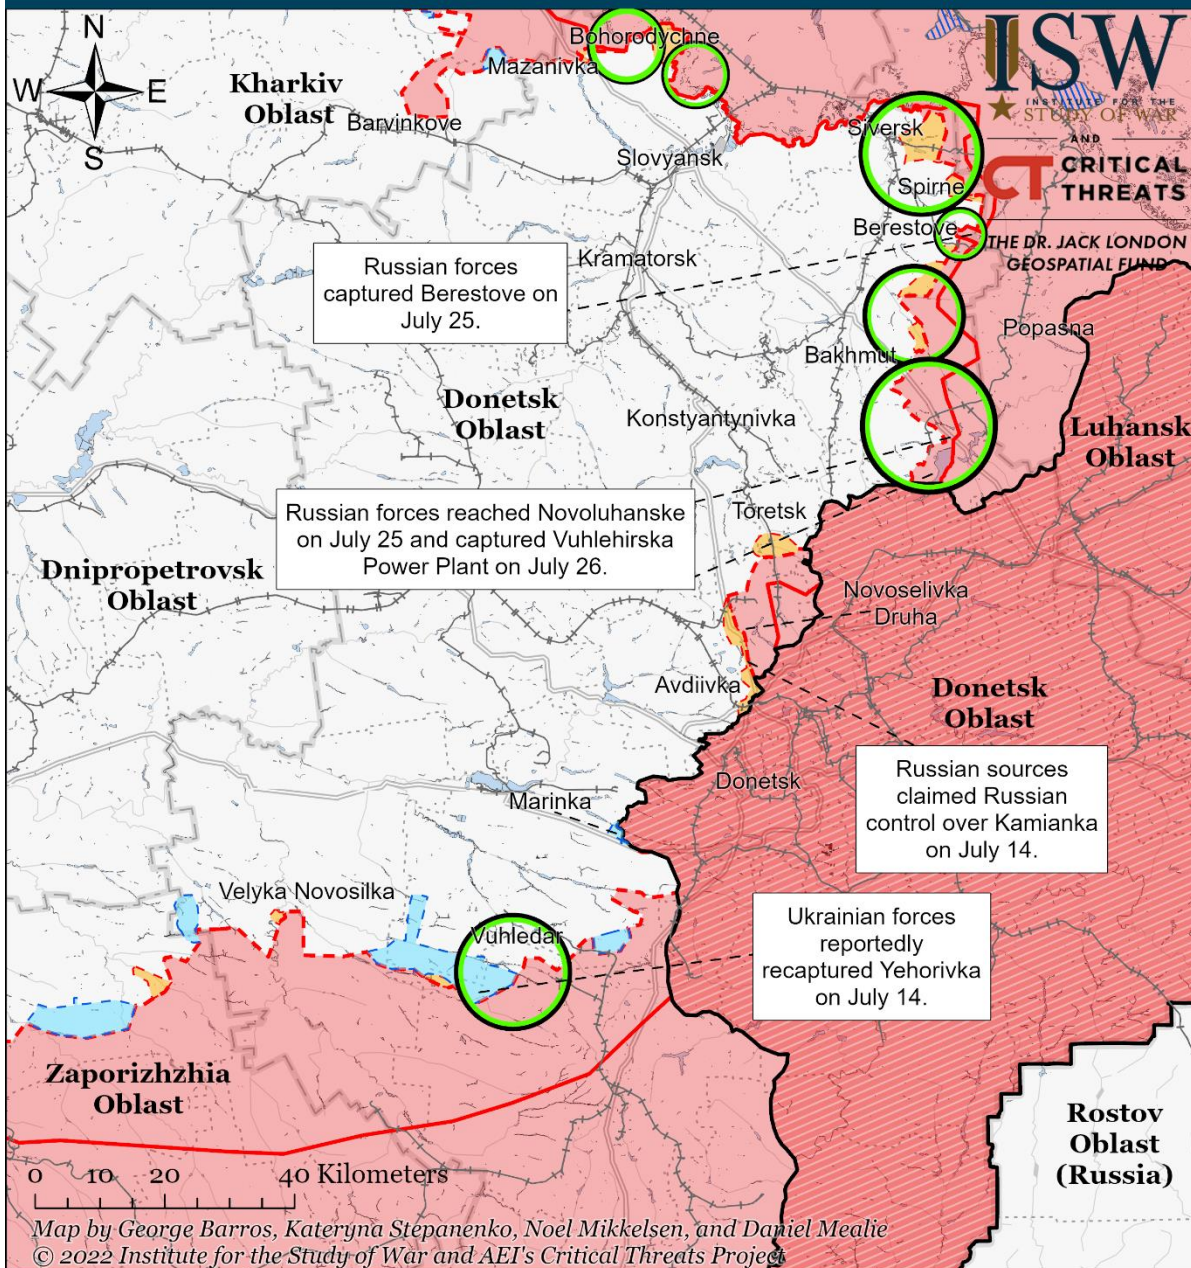 N
W
E
S
ISW
INSTITUTE FOR THE
STUDY OF WAR
AND
CT
CRITICAL
THREATS
THE DR. JACK LONDON
GEOSPATIAL FUND
Bohorodychne
Mazanivka
Kharkiv
Oblast
Barvinkove
Siversk
Slovyansk
Spirne
Berestove
Kramatorsk
Russian forces
captured Berestove on
July 25.
Popasna
Bakhmut
Donetsk
Oblast
Konstyantynivka
Luhansk
Oblast
Russian forces reached Novoluhanske
on July 25 and captured Vuhlehirska
Power Plant on July 26.
Toretsk
Dnipropetrovsk
Oblast
Novoselivka
Druha
Avdiivka
Donetsk
Oblast
Donetsk
Russian sources
claimed Russian
control over Kamianka
on July 14.
Marinka
Velyka Novosilka
Vuhledar
Ukrainian forces
reportedly
recaptured Yehorivka
on July 14.
Zaporizhzhia
Oblast
Rostov
Oblast
(Russia)
0 10 20 40 Kilometers
Map by George Barros, Kateryna Stepanenko, Noel Mikkelsen, and Daniel Mealie
© 2022 Institute for the Study of War and AEI's Critical Threats Project